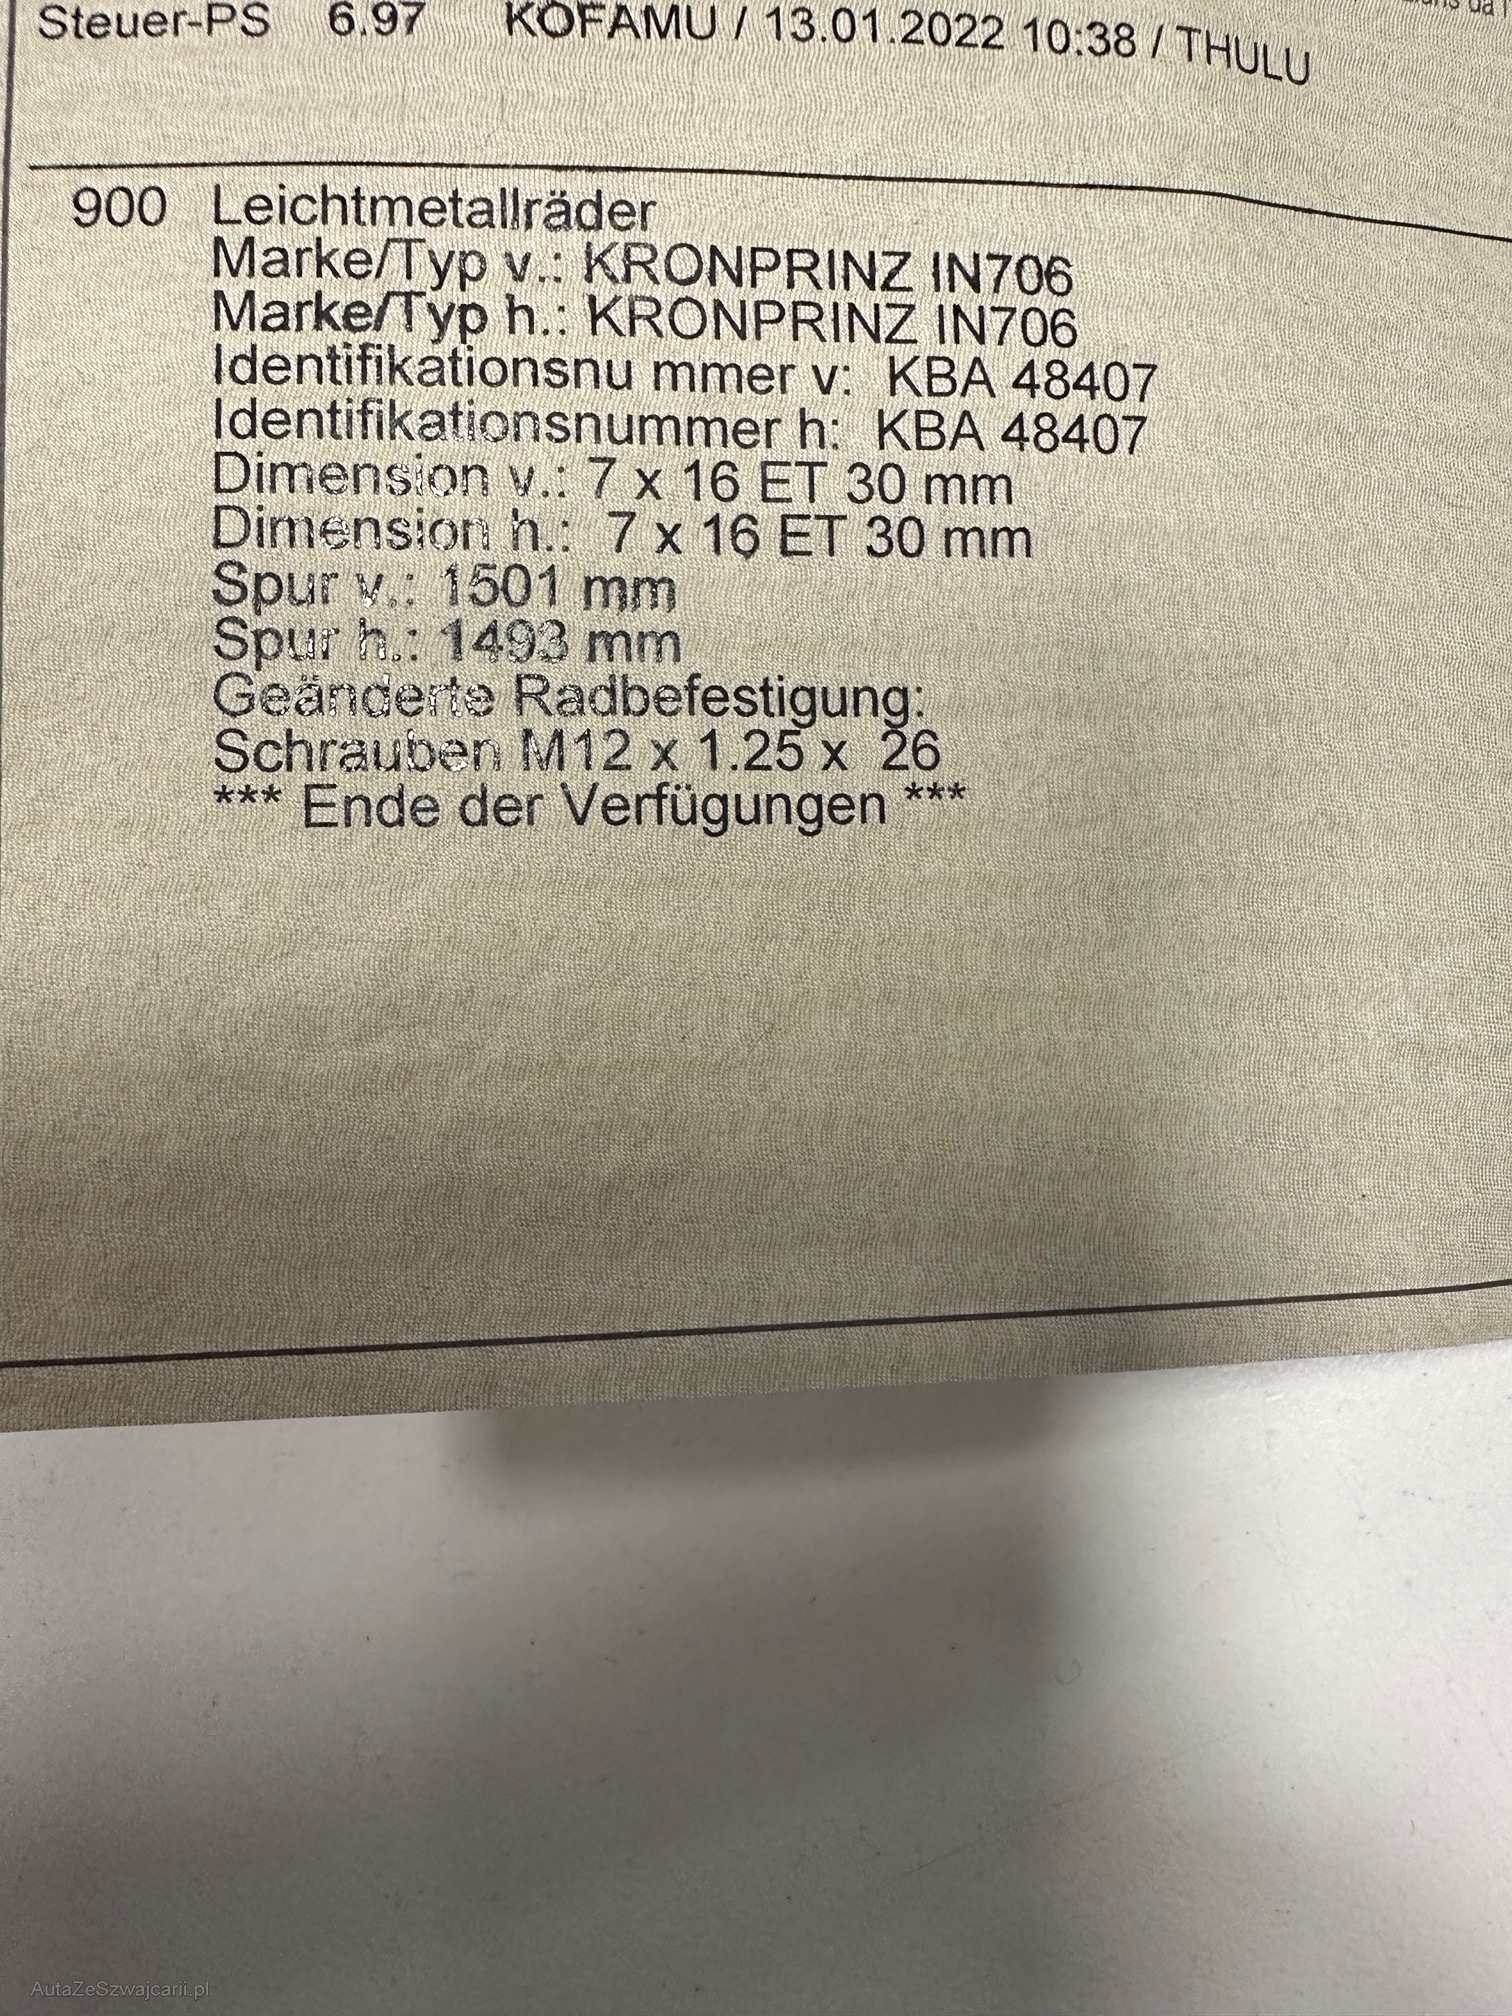 Steuer-PS 6.97 KOFAMU / 13.01.2022 10:38 / THULU
900 Leichtmetallräder
Marke/Typ v.: KRONPRINZ IN706
Marke/Typ h.: KRONPRINZ IN706
Identifikationsnu mmer v: KBA 48407
Identifikationsnummer h: KBA 48407
Dimension v.: 7 x 16 ET 30 mm
Dimension h.: 7 x 16 ET 30 mm
Spur v.: 1501 mm
Spur h.: 1493 mm
Geänderte Radbefestigung:
Schrauben M12 x 1.25 x 26
*** Ende der Verfügungen ***
AutaZeSzwajcarii.pl